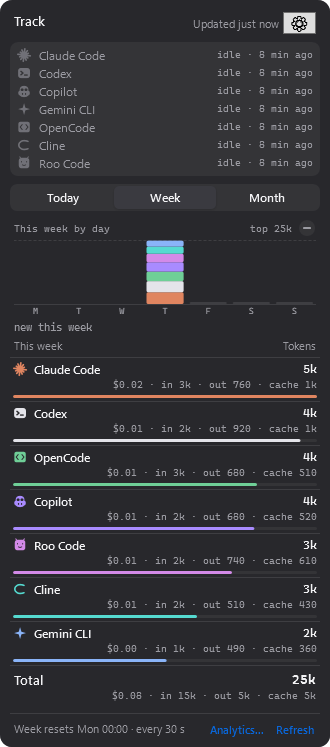 Track
Updated just now
Claude Code idle · 8 min ago
Codex idle · 8 min ago
Copilot idle · 8 min ago
Gemini CLI idle · 8 min ago
OpenCode idle · 8 min ago
Cline idle · 8 min ago
Roo Code idle · 8 min ago
Today Week Month
This week by day top 25k
M T W T F S S
new this week
This week Tokens
Claude Code 5k
$0.02 · in 3k · out 760 · cache 1k
Codex 4k
$0.01 · in 2k · out 920 · cache 1k
OpenCode 4k
$0.01 · in 3k · out 680 · cache 510
Copilot 4k
$0.01 · in 2k · out 680 · cache 520
Roo Code 3k
$0.01 · in 2k · out 740 · cache 610
Cline 3k
$0.01 · in 2k · out 510 · cache 430
Gemini CLI 2k
$0.00 · in 1k · out 490 · cache 360
Total 25k
$0.08 · in 15k · out 5k · cache 5k
Week resets Mon 00:00 · every 30 s Analytics... Refresh